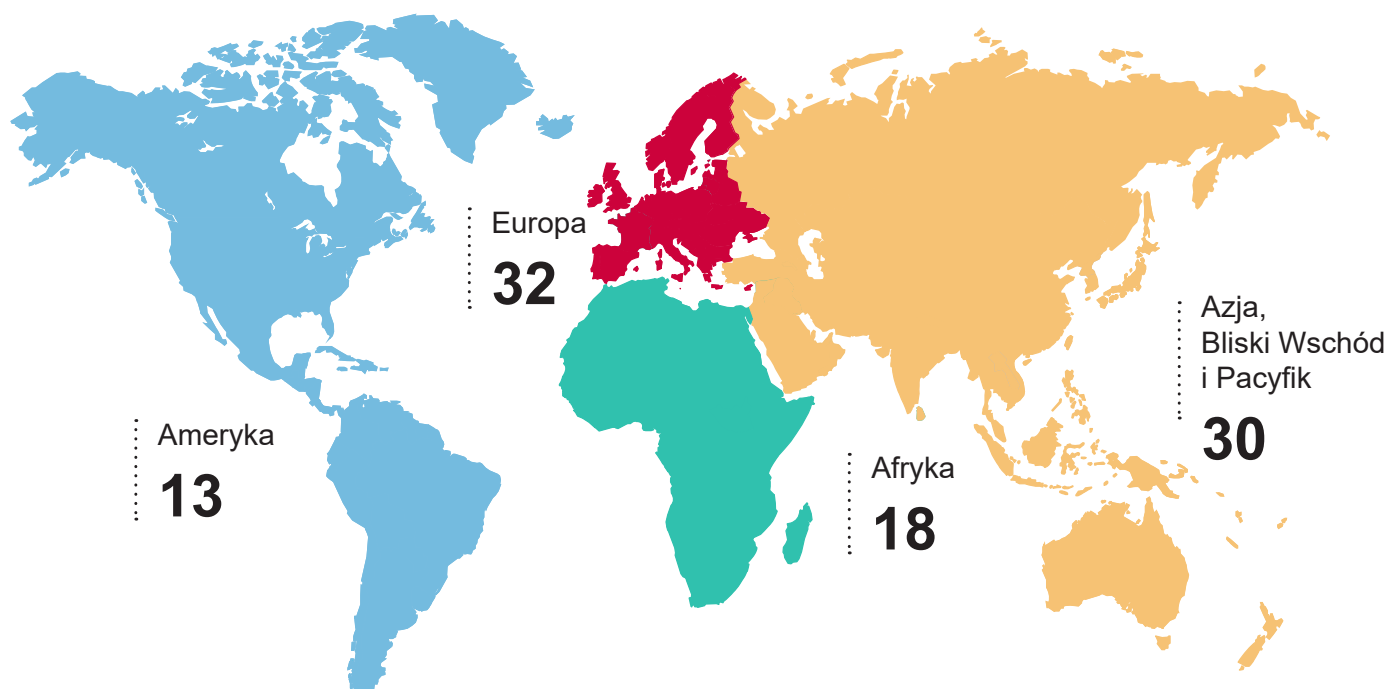 Europa
32
Azja,
Bliski Wschód
i Pacyfik
30
Ameryka
13
Afryka
18